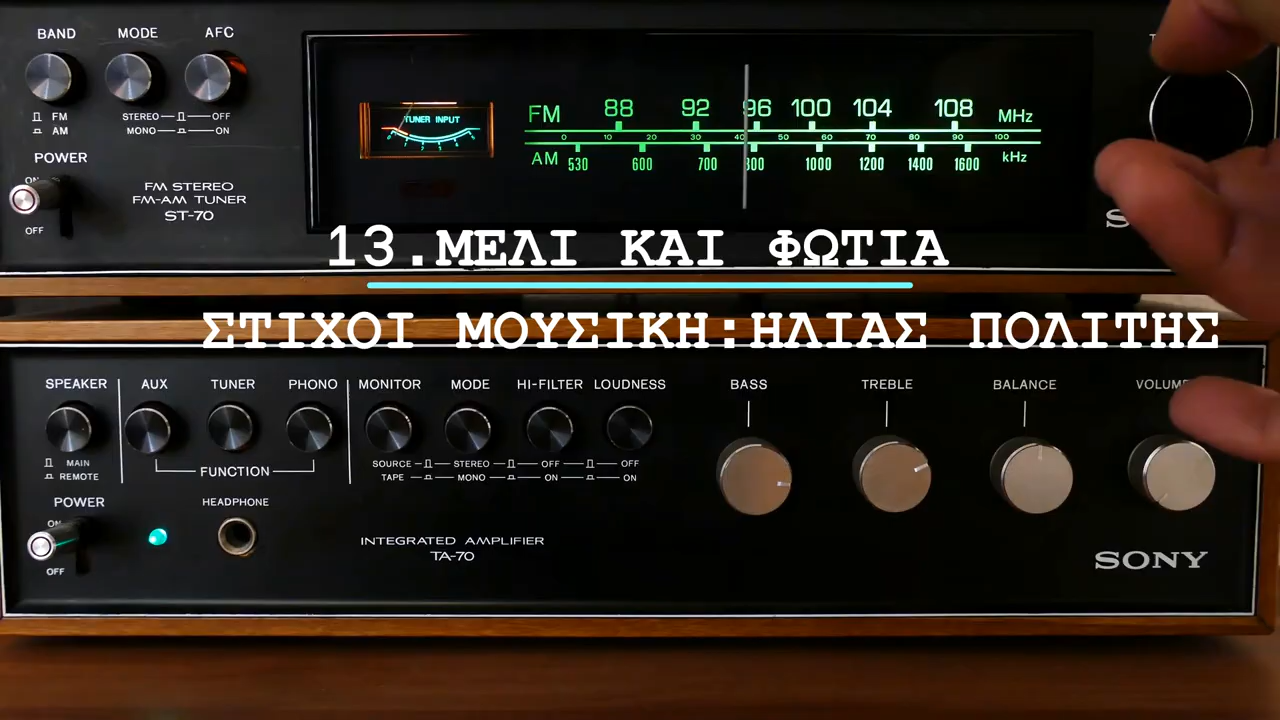 BAND MODE AFC
FM STEREO OFF
AM MONO ON
POWER
ON
OFF
FM STEREO
FM-AM TUNER
ST-70
TUNER INPUT
FM 88 92 96 100 104 108 MHz
0 10 20 30 40 50 60 70 80 90 100
AM 530 600 700 800 1000 1200 1400 1600 kHz
13.ΜΕΛΙ ΚΑΙ ΦΩΤΙΑ
ΣΤΙΧΟΙ ΜΟΥΣΙΚΗ:ΗΛΙΑΣ ΠΟΛΙΤΗΣ
SPEAKER AUX TUNER PHONO MONITOR MODE HI-FILTER LOUDNESS BASS TREBLE BALANCE VOLUME
MAIN SOURCE STEREO OFF OFF
REMOTE FUNCTION TAPE MONO ON ON
POWER HEADPHONE
ON
OFF
INTEGRATED AMPLIFIER
TA-70
SONY